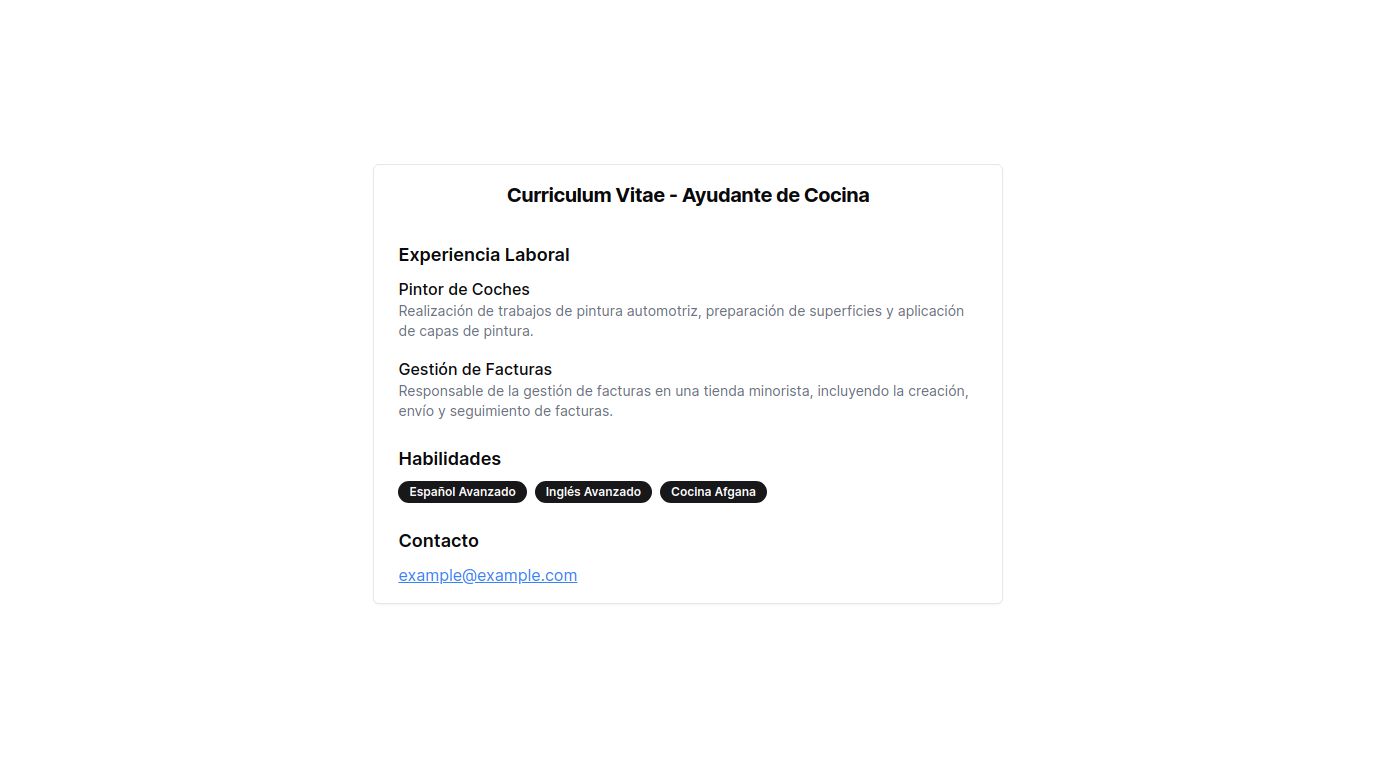 Curriculum Vitae - Ayudante de Cocina
Experiencia Laboral
Pintor de Coches
Realización de trabajos de pintura automotriz, preparación de superficies y aplicación
de capas de pintura.
Gestión de Facturas
Responsable de la gestión de facturas en una tienda minorista, incluyendo la creación,
envío y seguimiento de facturas.
Habilidades
Español Avanzado Inglés Avanzado Cocina Afgana
Contacto
example@example.com